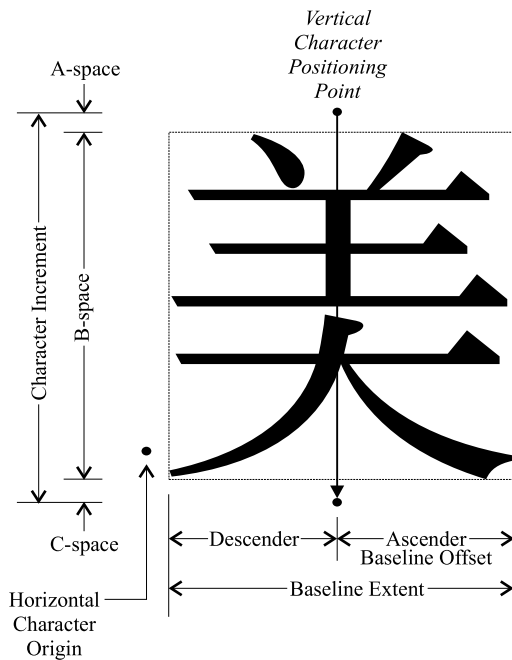 Vertical
Character
Positioning
Point
A-space
Character Increment
B-space
美
C-space
Descender
Ascender
Baseline Offset
Baseline Extent
Horizontal
Character
Origin